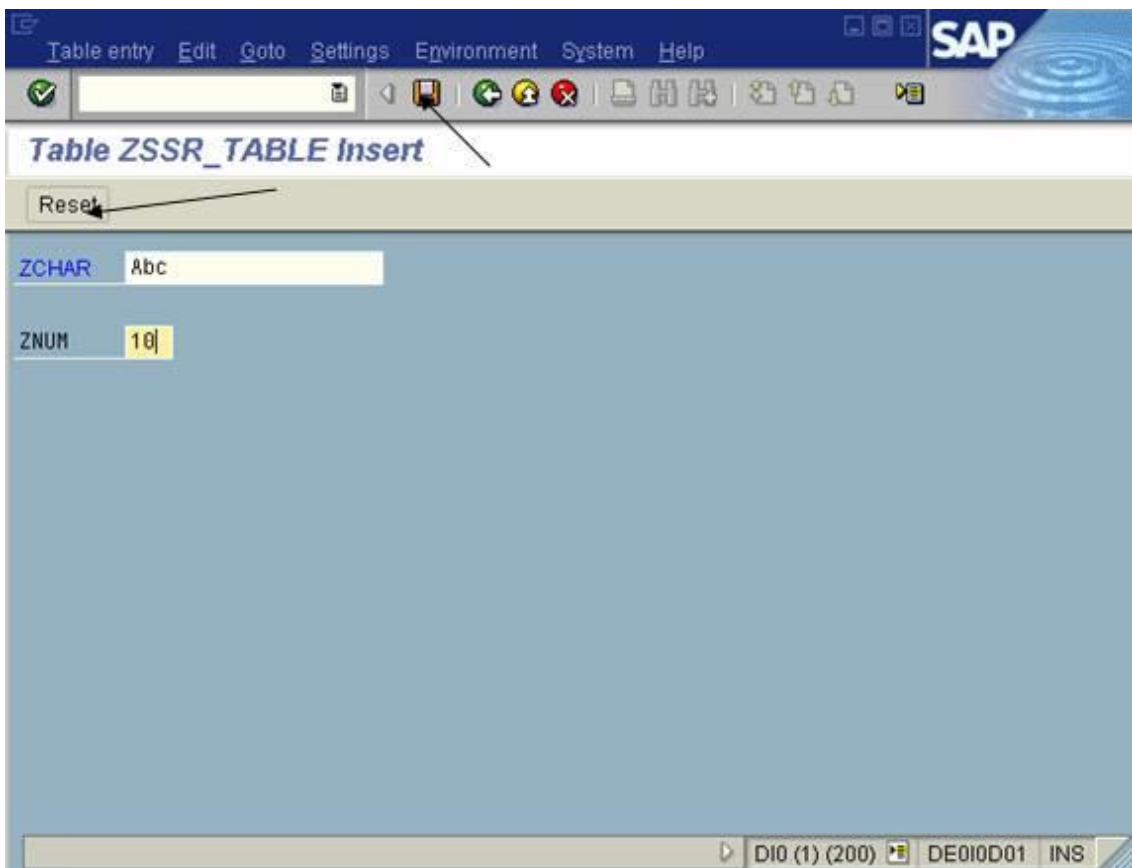 Table entry Edit Goto Settings Environment System Help
SAP
Table ZSSR_TABLE Insert
Reset
ZCHAR Abc
ZNUM 10
DI0 (1) (200) DE0I0D01 INS